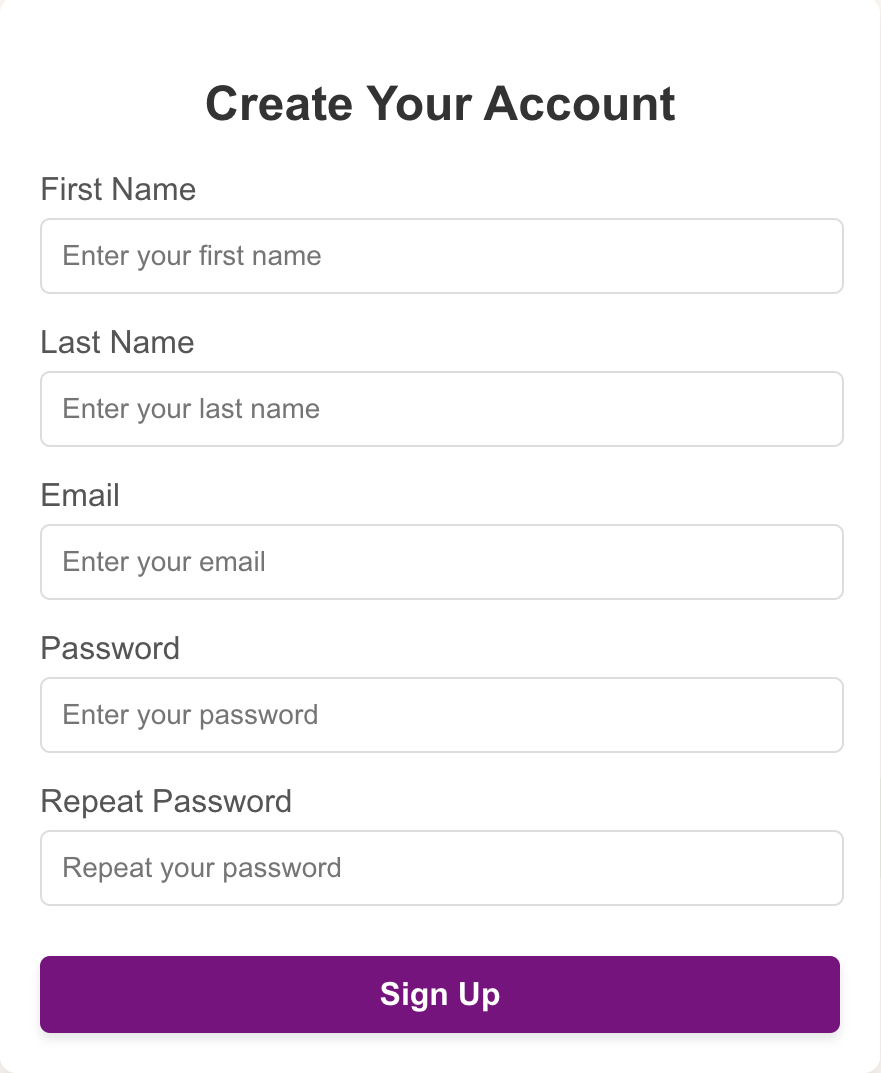 Create Your Account
First Name
Enter your first name
Last Name
Enter your last name
Email
Enter your email
Password
Enter your password
Repeat Password
Repeat your password
Sign Up